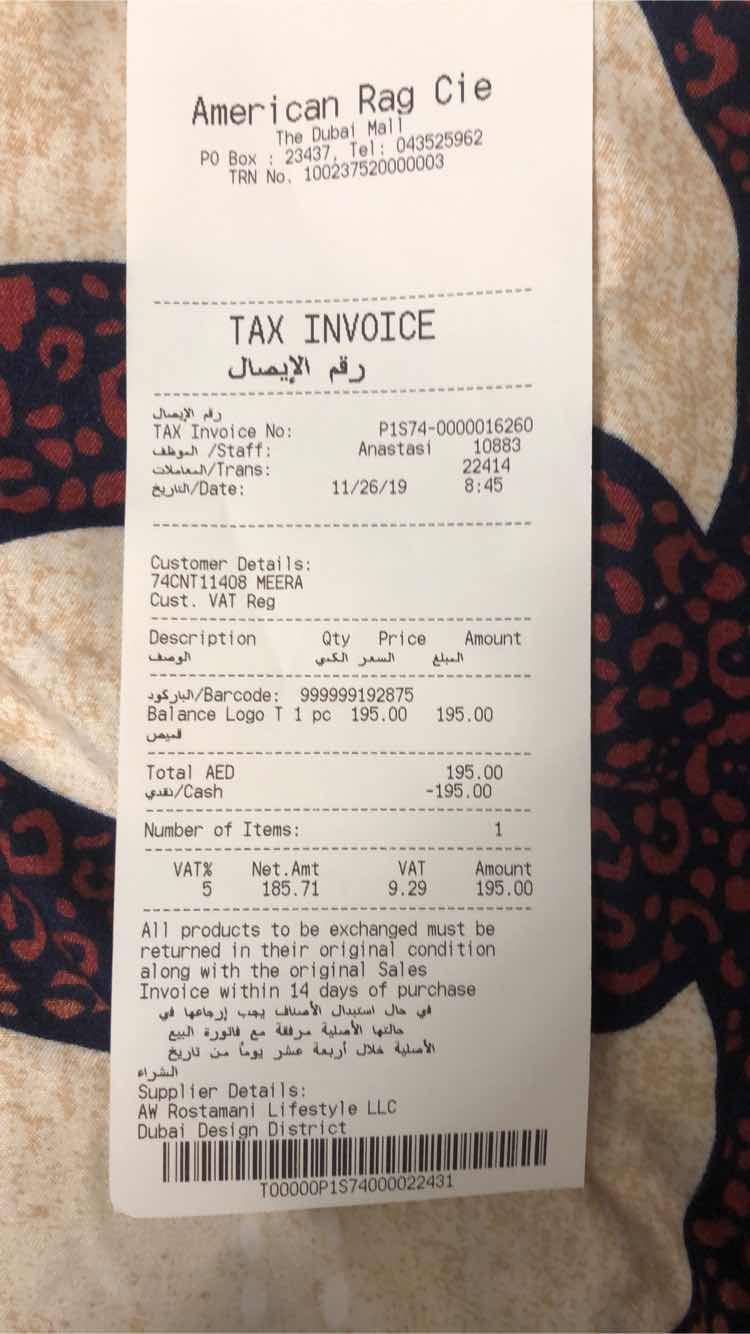 American Rag Cie
The Dubai Mall
PO Box : 23437, Tel: 043525962
TRN No. 100237520000003
TAX INVOICE
رقم الإيصال
رقم الإيصال
TAX Invoice No: P1S74-0000016260
الموظف /Staff: Anastasi 10883
المعاملات/Trans: 22414
التاريخ/Date: 11/26/19 8:45
Customer Details:
74CNT11408 MEERA
Cust. VAT Reg
Description Qty Price Amount
الوصف الكمي السعر المبلغ
الباركود/Barcode: 999999192875
Balance Logo T 1 pc 195.00 195.00
قميص
Total AED 195.00
نقدي/Cash -195.00
Number of Items: 1
VAT% Net.Amt VAT Amount
5 185.71 9.29 195.00
All products to be exchanged must be
returned in their original condition
along with the original Sales
Invoice within 14 days of purchase
في حال استبدال الأصناف يجب إرجاعها في
حالتها الأصلية مرفقة مع فاتورة البيع
الأصلية خلال أربعة عشر يوماً من تاريخ
الشراء
Supplier Details:
AW Rostamani Lifestyle LLC
Dubai Design District
T00000P1S74000022431